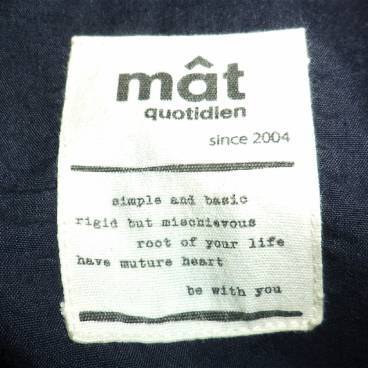 mât
quotidien
since 2004
simple and basic
rigid but mischievous
root of your life
have muture heart
be with you